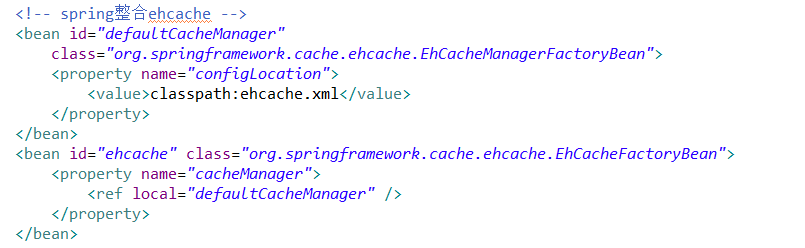 <!-- spring整合ehcache -->
<bean id="defaultCacheManager"
    class="org.springframework.cache.ehcache.EhCacheManagerFactoryBean">
    <property name="configLocation">
        <value>classpath:ehcache.xml</value>
    </property>
</bean>
<bean id="ehcache" class="org.springframework.cache.ehcache.EhCacheFactoryBean">
    <property name="cacheManager">
        <ref local="defaultCacheManager" />
    </property>
</bean>